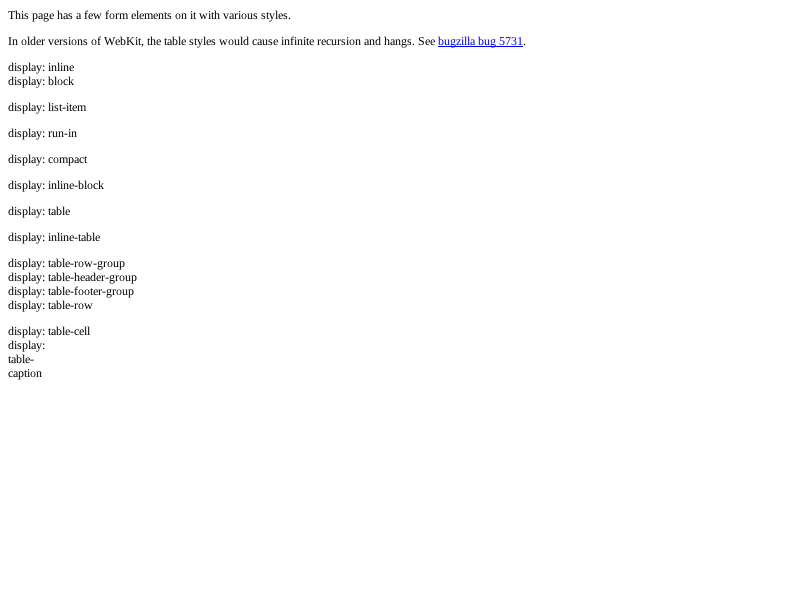 This page has a few form elements on it with various styles.
In older versions of WebKit, the table styles would cause infinite recursion and hangs. See bugzilla bug 5731.
display: inline
display: block
display: list-item
display: run-in
display: compact
display: inline-block
display: table
display: inline-table
display: table-row-group
display: table-header-group
display: table-footer-group
display: table-row
display: table-cell
display:
table-
caption